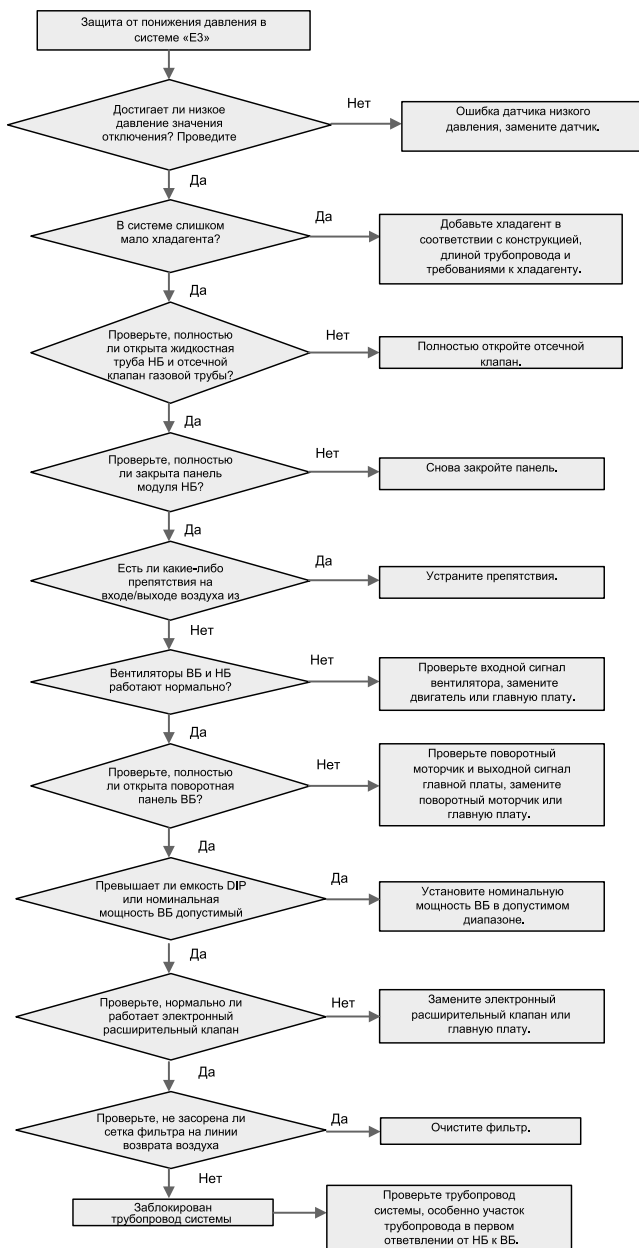 Защита от понижения давления в
системе «E3»
Достигает ли низкое
давление значения
отключения? Проведите
Нет
Ошибка датчика низкого
давления, замените датчик.
Да
В системе слишком
мало хладагента?
Да
Добавьте хладагент в
соответствии с конструкцией,
длиной трубопровода и
требованиями к хладагенту.
Да
Проверьте, полностью
ли открыта жидкостная
труба НБ и отсечной
клапан газовой трубы?
Нет
Полностью откройте отсечной
клапан.
Да
Проверьте, полностью
ли закрыта панель
модуля НБ?
Нет
Снова закройте панель.
Да
Есть ли какие-либо
препятствия на
входе/выходе воздуха из
Да
Устраните препятствия.
Нет
Вентиляторы ВБ и НБ
работают нормально?
Нет
Проверьте входной сигнал
вентилятора, замените
двигатель или главную плату.
Да
Проверьте, полностью
ли открыта поворотная
панель ВБ?
Нет
Проверьте поворотный
моторчик и выходной сигнал
главной платы, замените
поворотный моторчик или
главную плату.
Да
Превышает ли емкость DIP
или номинальная
мощность ВБ допустимый
Да
Установите номинальную
мощность ВБ в допустимом
диапазоне.
Да
Проверьте, нормально ли
работает электронный
расширительный клапан
Нет
Замените электронный
расширительный клапан или
главную плату.
Да
Проверьте, не засорена ли
сетка фильтра на линии
возврата воздуха
Да
Очистите фильтр.
Нет
Заблокирован
трубопровод системы
Проверьте трубопровод
системы, особенно участок
трубопровода в первом
ответвлении от НБ к ВБ.